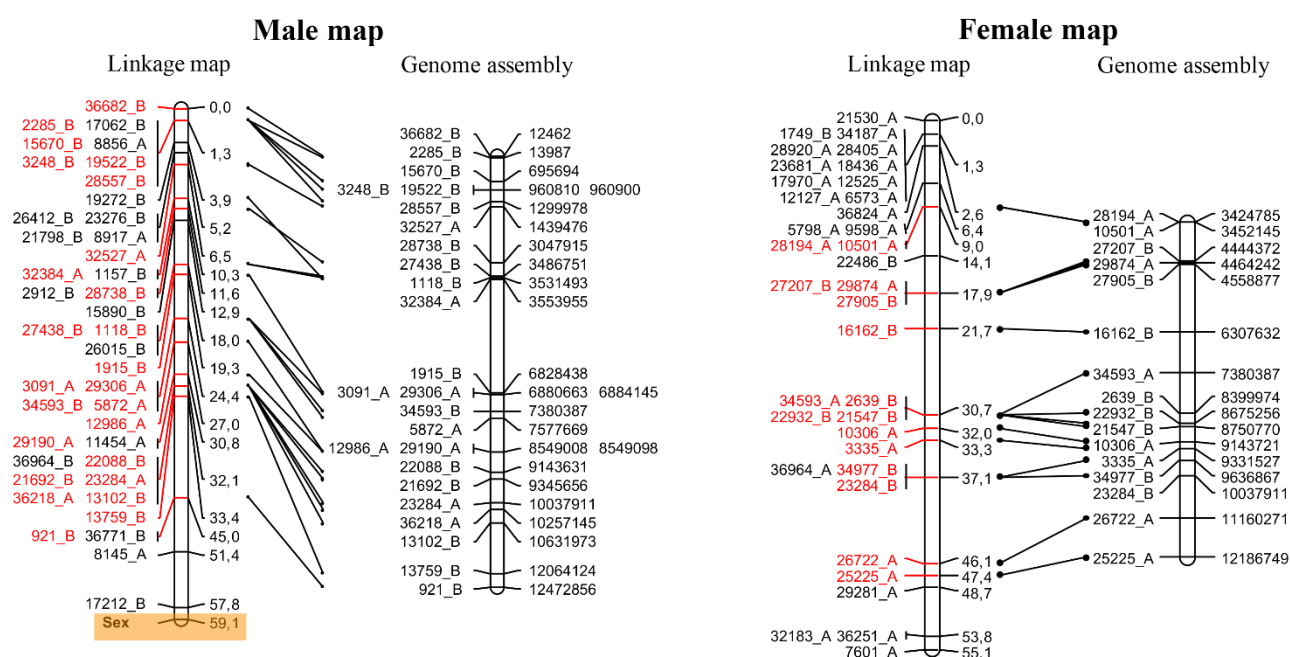 Male map
Linkage map
Genome assembly
36682_B
2285_B 17062_B
15670_B 8856_A
3248_B 19522_B
28557_B
19272_B
26412_B 23276_B
21798_B 8917_A
32527_A
32384_A 1157_B
2912_B 28738_B
15890_B
27438_B 1118_B
26015_B
1915_B
3091_A 29306_A
34593_B 5872_A
12986_A
29190_A 11454_A
36964_B 22088_B
21692_B 23284_A
36218_A 13102_B
13759_B
921_B 36771_B
8145_A
17212_B
Sex
0,0
1,3
3,9
5,2
6,5
10,3
11,6
12,9
18,0
19,3
24,4
27,0
30,8
32,1
33,4
45,0
51,4
57,8
59,1
36682_B 12462
2285_B 13987
15670_B 695694
3248_B 19522_B 960810 960900
28557_B 1299978
32527_A 1439476
28738_B 3047915
27438_B 3486751
1118_B 3531493
32384_A 3553955
1915_B 6828438
3091_A 29306_A 6880663 6884145
34593_B 7380387
5872_A 7577669
12986_A 29190_A 8549008 8549098
22088_B 9143631
21692_B 9345656
23284_A 10037911
36218_A 10257145
13102_B 10631973
13759_B 12064124
921_B 12472856
Female map
Linkage map
Genome assembly
21530_A
1749_B 34187_A
28920_A 28405_A
23681_A 18436_A
17970_A 12525_A
12127_A 6573_A
36824_A
5798_A 9598_A
28194_A 10501_A
22486_B
27207_B 29874_A
27905_B
16162_B
34593_A 2639_B
22932_B 21547_B
10306_A
3335_A
36964_A 34977_B
23284_B
26722_A
25225_A
29281_A
32183_A 36251_A
7601_A
0,0
1,3
2,6
6,4
9,0
14,1
17,9
21,7
30,7
32,0
33,3
37,1
46,1
47,4
48,7
53,8
55,1
28194_A 3424785
10501_A 3452145
27207_B 4444372
29874_A 4464242
27905_B 4558877
16162_B 6307632
34593_A 7380387
2639_B 8399974
22932_B 8675256
21547_B 8750770
10306_A 9143721
3335_A 9331527
34977_B 9636867
23284_B 10037911
26722_A 11160271
25225_A 12186749